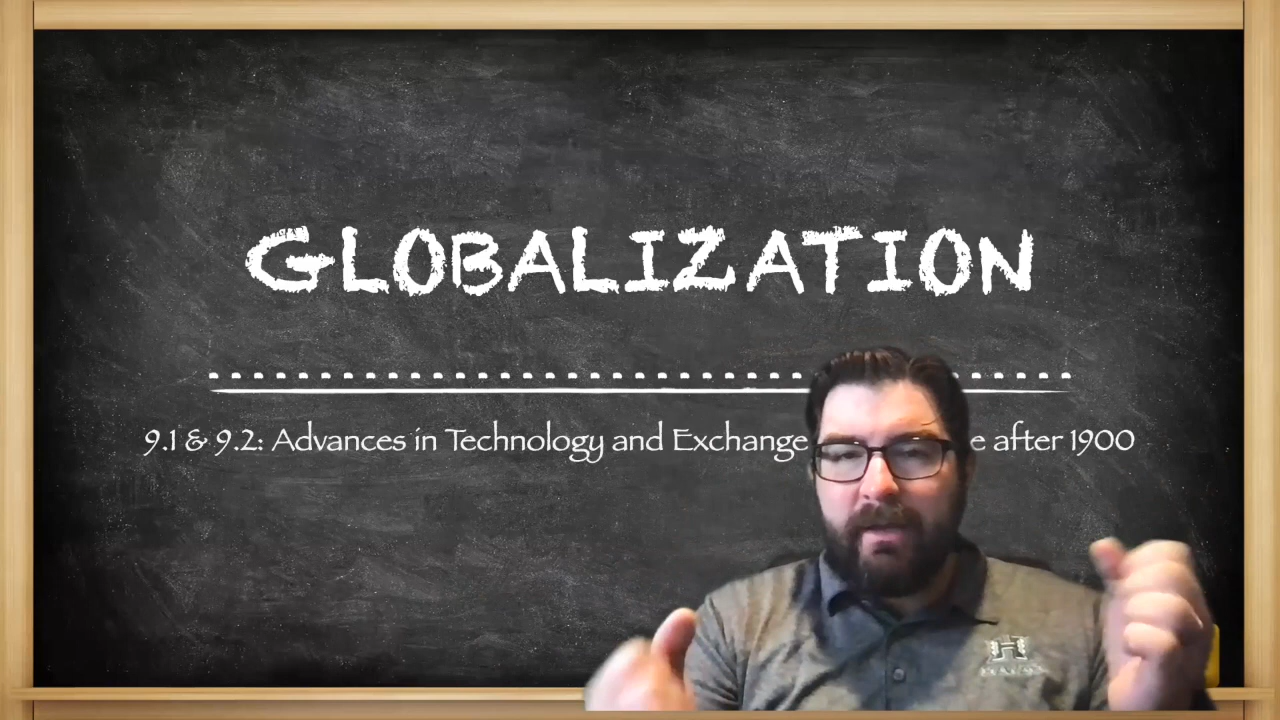 GLOBALIZATION
9.1 & 9.2: Advances in Technology and Exchange e after 1900
H